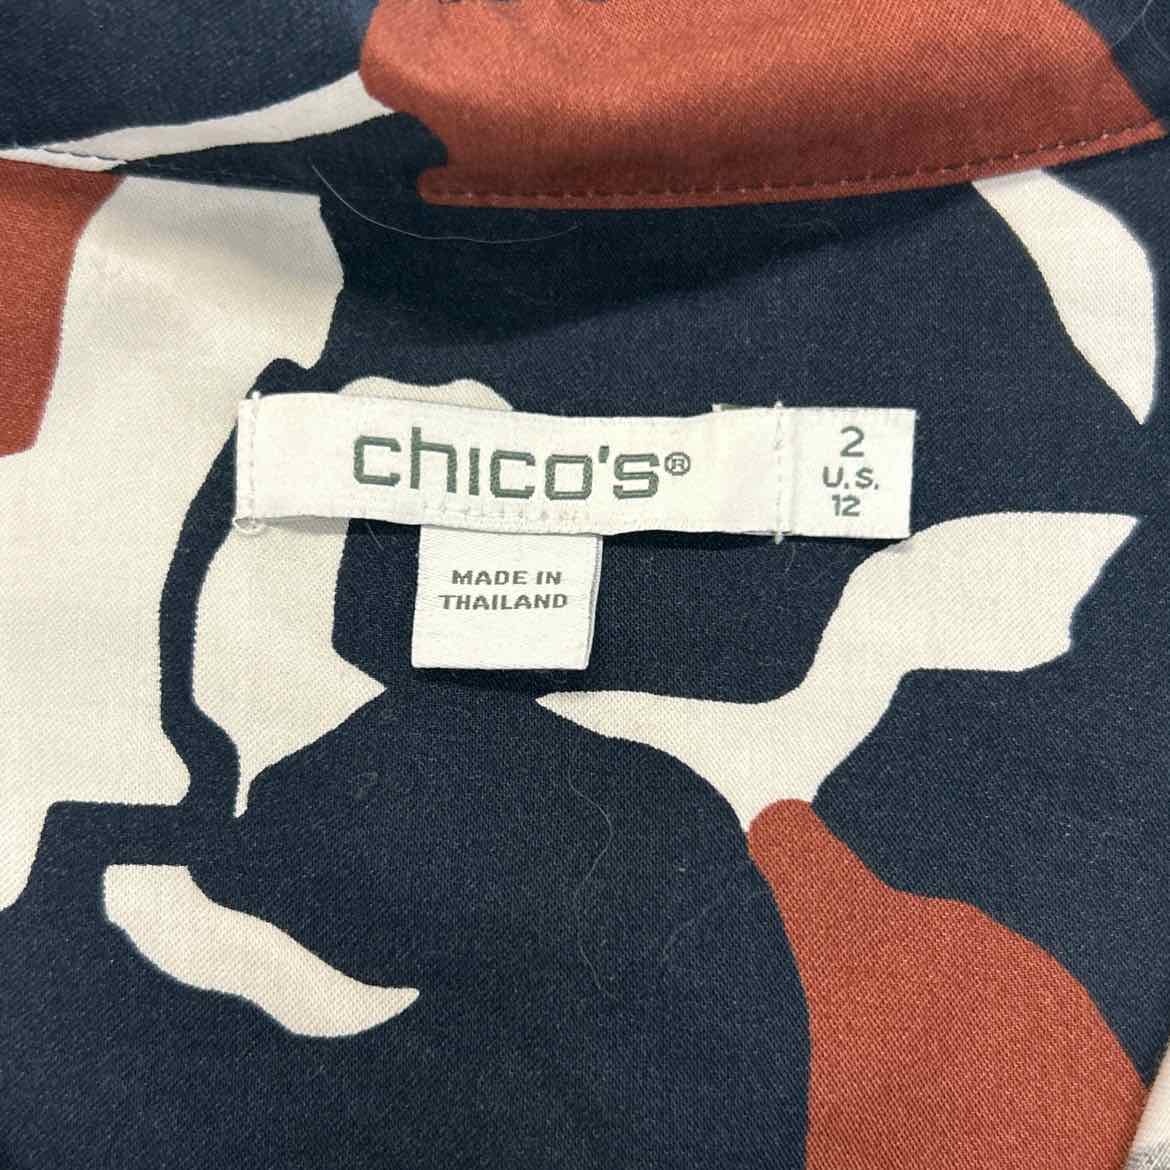 chico's®
2
U.S.
12
MADE IN
THAILAND